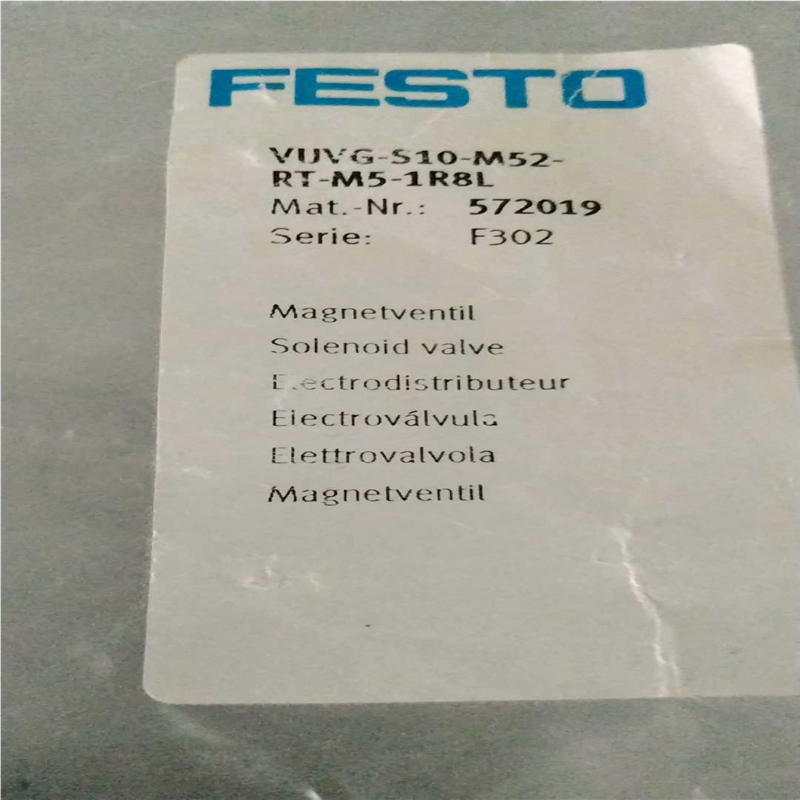 FESTO
VUVG-S10-M52-
RT-M5-1R8L
Mat.-Nr.: 572019
Serie: F302
Magnetventil
Solenoid valve
Electrodistributeur
Electroválvula
Elettrovalvola
Magnetventil